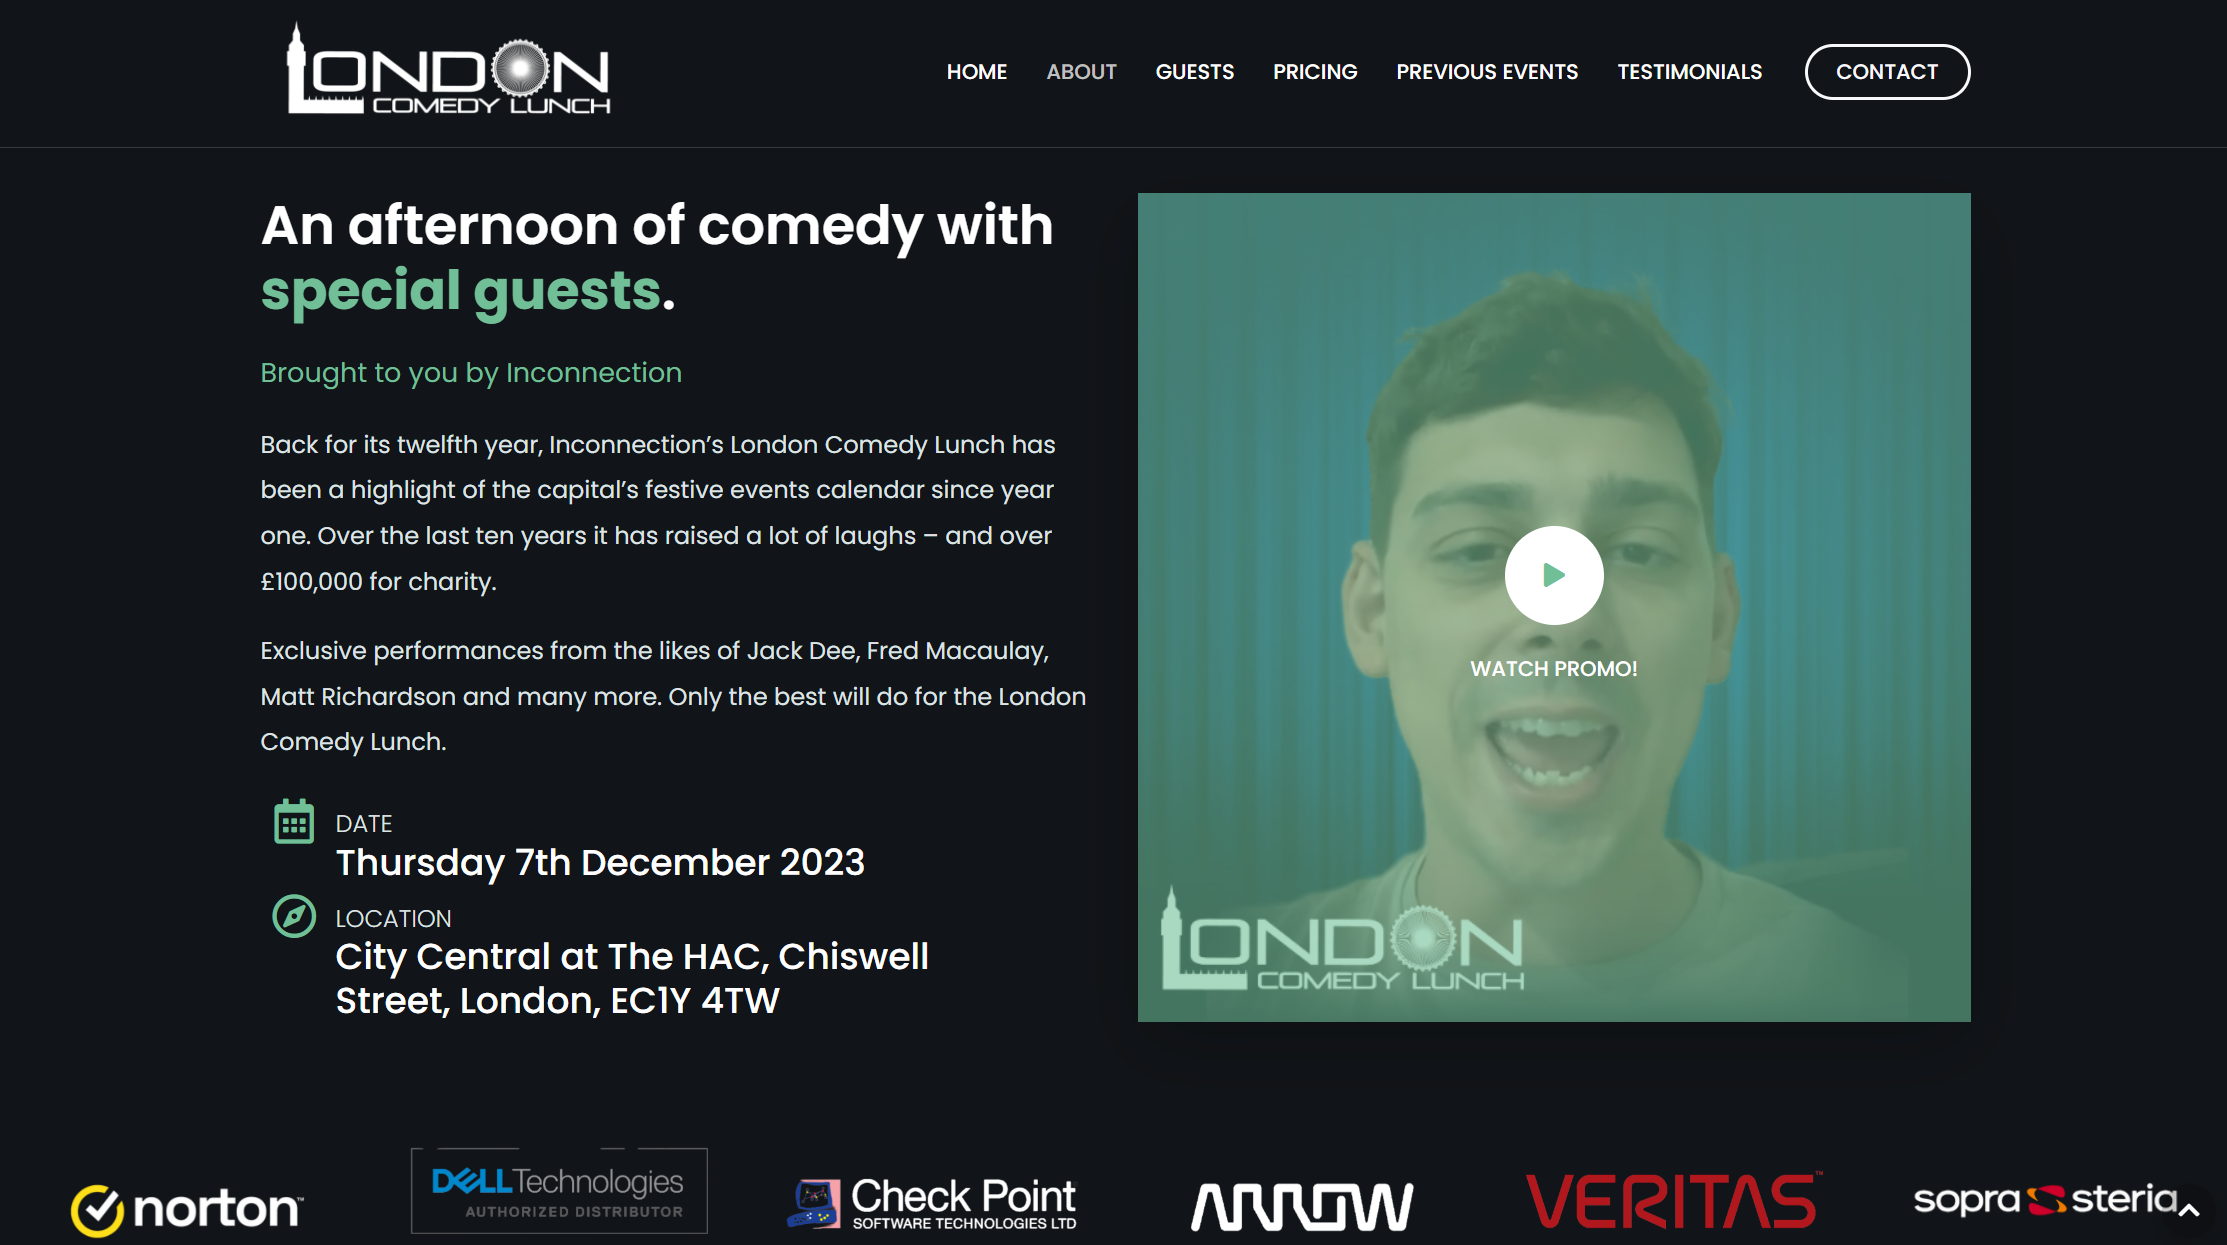 LONDON
COMEDY LUNCH
HOME ABOUT GUESTS PRICING PREVIOUS EVENTS TESTIMONIALS CONTACT
An afternoon of comedy with
special guests.
Brought to you by Inconnection
Back for its twelfth year, Inconnection’s London Comedy Lunch has
been a highlight of the capital’s festive events calendar since year
one. Over the last ten years it has raised a lot of laughs – and over
£100,000 for charity.
Exclusive performances from the likes of Jack Dee, Fred Macaulay,
Matt Richardson and many more. Only the best will do for the London
Comedy Lunch.
DATE
Thursday 7th December 2023
LOCATION
City Central at The HAC, Chiswell
Street, London, EC1Y 4TW
WATCH PROMO!
LONDON
COMEDY LUNCH
norton™
DELL Technologies
AUTHORIZED DISTRIBUTOR
Check Point
SOFTWARE TECHNOLOGIES LTD
ARROW
VERITAS™
sopra steria